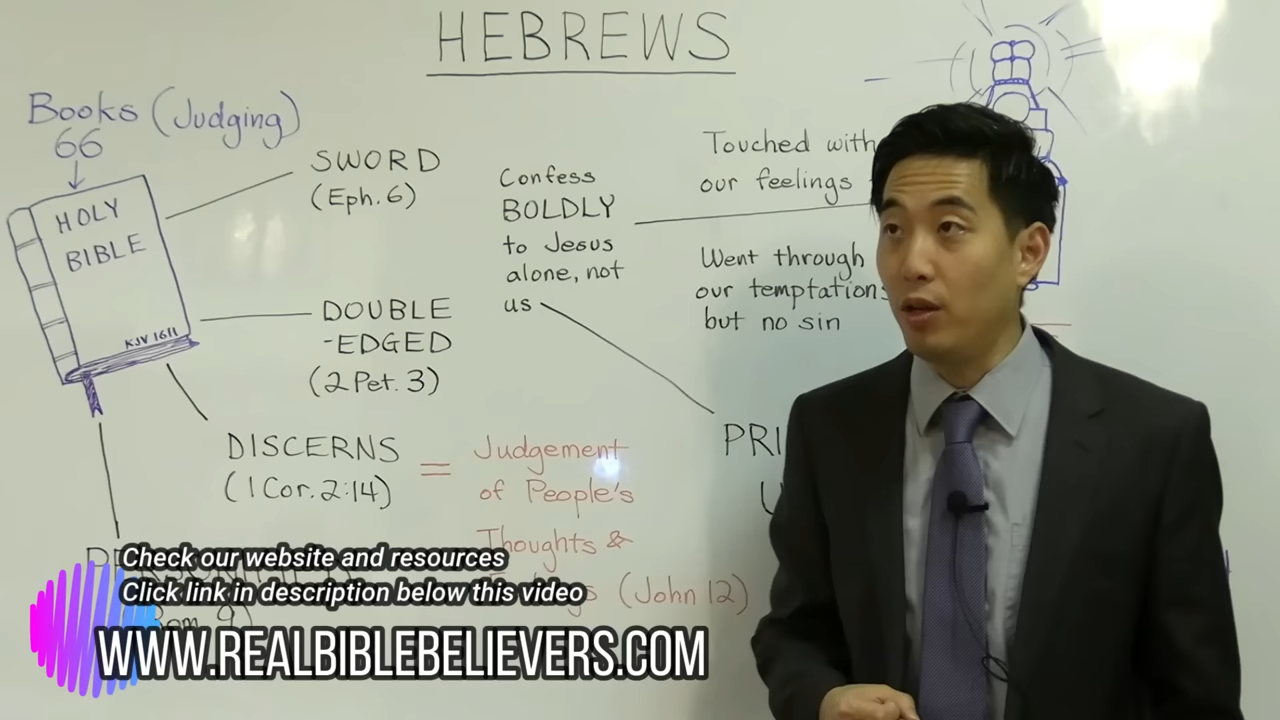 HEBREWS
Books (Judging)
66
HOLY
BIBLE
KJV 1611
SWORD
(Eph. 6)
DOUBLE
-EDGED
(2 Pet. 3)
DISCERNS
(1 Cor. 2:14)
=
Judgement
of People's
Thoughts &
(John 12)
Confess
BOLDLY
to Jesus
alone, not
us
Touched with
our feelings
Went through
our temptations
but no sin
PRI
Check our website and resources
Click link in description below this video
WWW.REALBIBLEBELIEVERS.COM